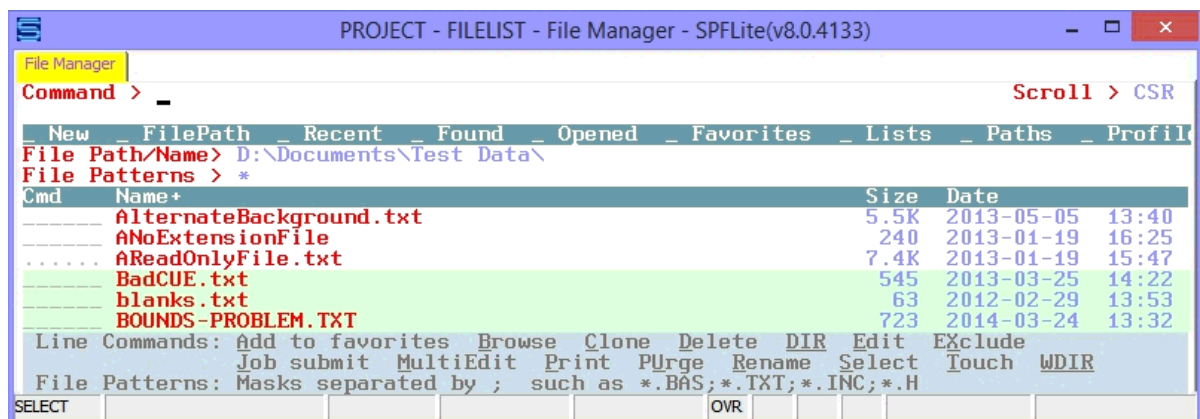 PROJECT - FILELIST - File Manager - SPFLite(v8.0.4133)
File Manager
Command > _ Scroll > CSR
_ New _ FilePath _ Recent _ Found _ Opened _ Favorites _ Lists _ Paths _ Profil
File Path/Name> D:\Documents\Test Data\
File Patterns > *
Cmd Name+ Size Date
______ AlternateBackground.txt 5.5K 2013-05-05 13:40
______ ANoExtensionFile 240 2013-01-19 16:25
...... AReadOnlyFile.txt 7.4K 2013-01-19 15:47
______ BadCUE.txt 545 2013-03-25 14:22
______ blanks.txt 63 2012-02-29 13:53
______ BOUNDS-PROBLEM.TXT 723 2014-03-24 13:32
Line Commands: Add to favorites Browse Clone Delete DIR Edit EXclude
Job submit MultiEdit Print PUrge Rename Select Touch WDIR
File Patterns: Masks separated by ; such as *.BAS;*.TXT;*.INC;*.H
SELECT OVR